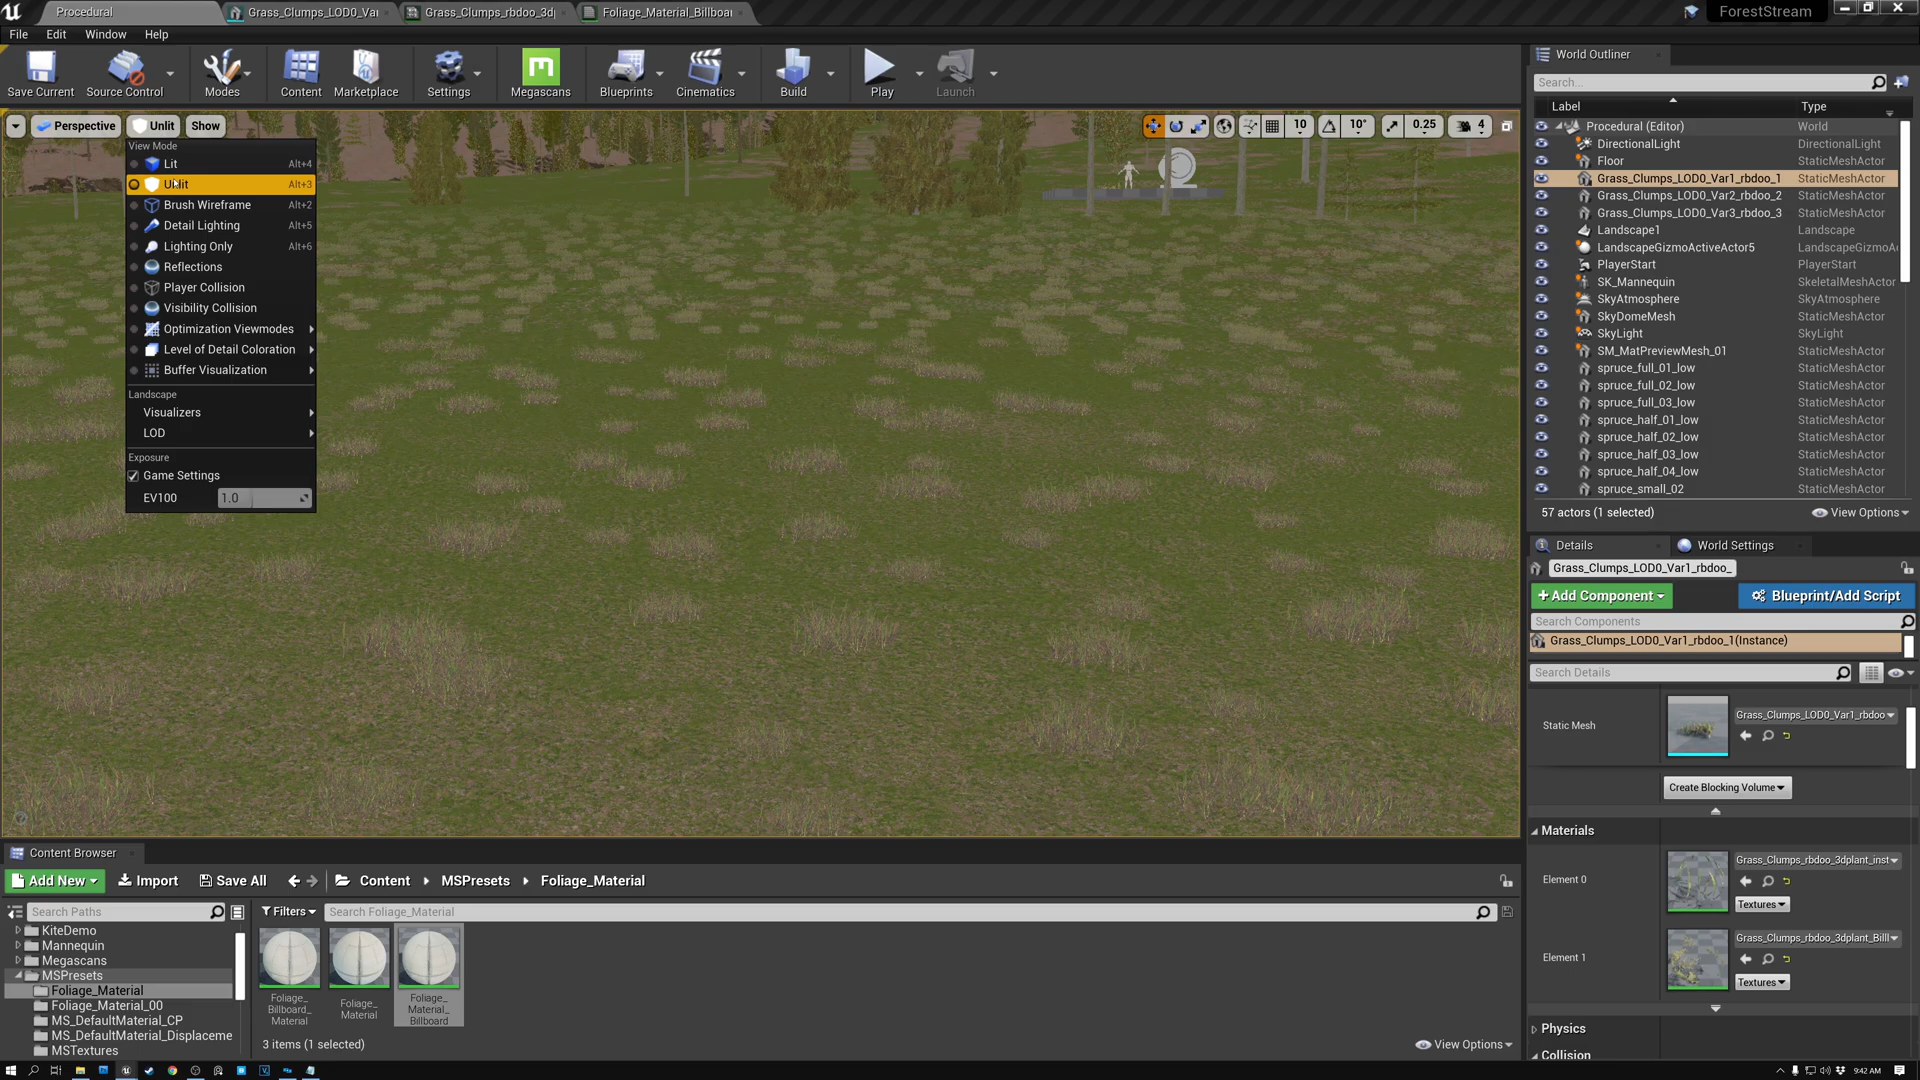 Procedural
Grass_Clumps_LOD0_Va
Grass_Clumps_rbdoo_3d
Foliage_Material_Billboa
ForestStream
File Edit Window Help
Save Current
Source Control
Modes
Content
Marketplace
Settings
Megascans
Blueprints
Cinematics
Build
Play
Launch
Perspective
Unlit
Show
10
10°
0.25
4
View Mode
Lit Alt+4
Unlit Alt+3
Brush Wireframe Alt+2
Detail Lighting Alt+5
Lighting Only Alt+6
Reflections
Player Collision
Visibility Collision
Optimization Viewmodes
Level of Detail Coloration
Buffer Visualization
Landscape
Visualizers
LOD
Exposure
Game Settings
EV100 1.0
World Outliner
Search...
Label Type
Procedural (Editor) World
DirectionalLight DirectionalLight
Floor StaticMeshActor
Grass_Clumps_LOD0_Var1_rbdoo_1 StaticMeshActor
Grass_Clumps_LOD0_Var2_rbdoo_2 StaticMeshActor
Grass_Clumps_LOD0_Var3_rbdoo_3 StaticMeshActor
Landscape1 Landscape
LandscapeGizmoActiveActor5 LandscapeGizmoA
PlayerStart PlayerStart
SK_Mannequin SkeletalMeshActor
SkyAtmosphere SkyAtmosphere
SkyDomeMesh StaticMeshActor
SkyLight SkyLight
SM_MatPreviewMesh_01 StaticMeshActor
spruce_full_01_low StaticMeshActor
spruce_full_02_low StaticMeshActor
spruce_full_03_low StaticMeshActor
spruce_half_01_low StaticMeshActor
spruce_half_02_low StaticMeshActor
spruce_half_03_low StaticMeshActor
spruce_half_04_low StaticMeshActor
spruce_small_02 StaticMeshActor
57 actors (1 selected)
View Options
Details
World Settings
Grass_Clumps_LOD0_Var1_rbdoo_
+ Add Component
Blueprint/Add Script
Search Components
Grass_Clumps_LOD0_Var1_rbdoo_1(Instance)
Search Details
Static Mesh
Grass_Clumps_LOD0_Var1_rbdoo
Create Blocking Volume
Materials
Element 0
Grass_Clumps_rbdoo_3dplant_inst
Textures
Element 1
Grass_Clumps_rbdoo_3dplant_Billl
Textures
Physics
Collision
Content Browser
Add New
Import
Save All
Content
MSPresets
Foliage_Material
Search Paths
Filters
Search Foliage_Material
KiteDemo
Mannequin
Megascans
MSPresets
Foliage_Material
Foliage_Material_00
MS_DefaultMaterial_CP
MS_DefaultMaterial_Displaceme
MSTextures
Foliage_
Billboard_
Material
Foliage_
Material
Foliage_
Material_
Billboard
3 items (1 selected)
View Options
9:42 AM